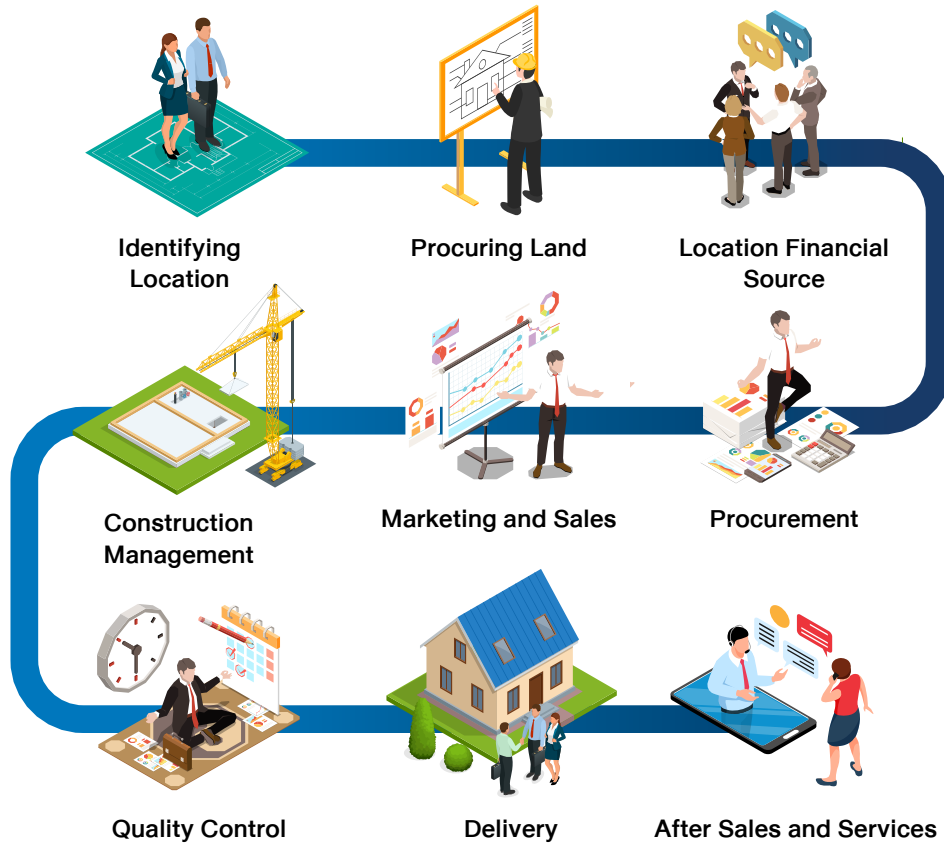 Identifying
Location
Procuring Land
Location Financial
Source
Construction
Management
Marketing and Sales
Procurement
Quality Control
Delivery
After Sales and Services